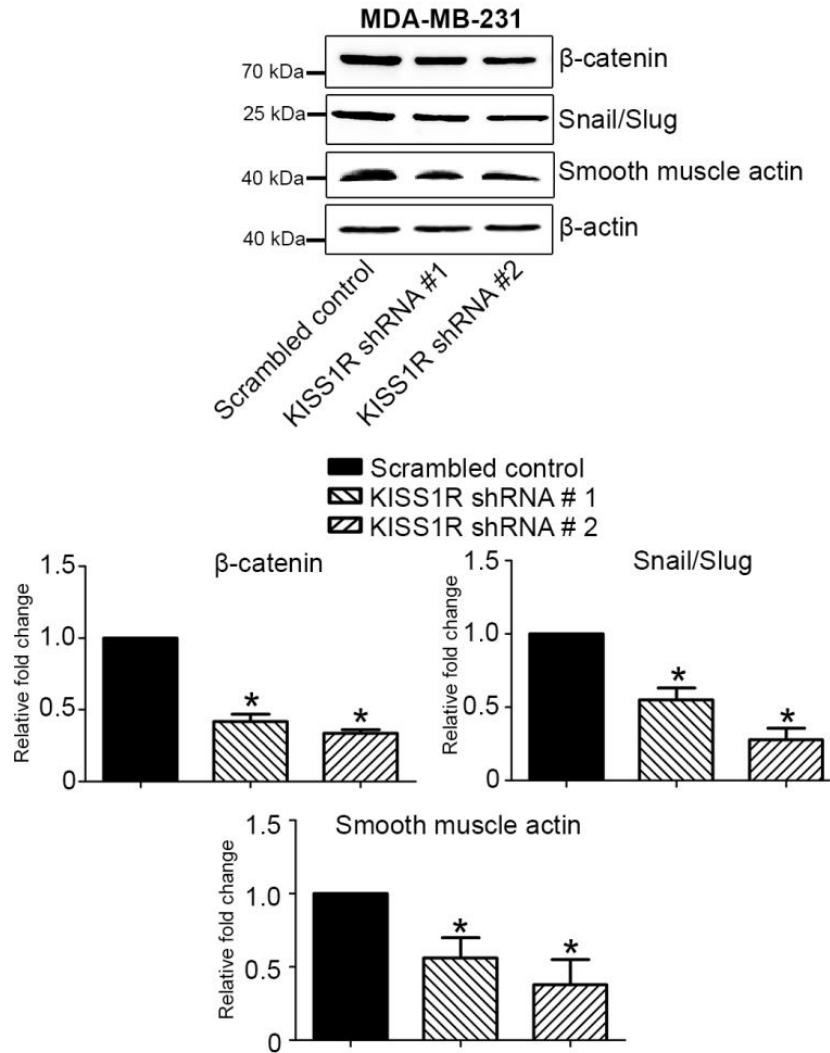 MDA-MB-231
70 kDa
β-catenin
25 kDa
Snail/Slug
40 kDa
Smooth muscle actin
40 kDa
β-actin
Scrambled control
KISS1R shRNA #1
KISS1R shRNA #2
Scrambled control
KISS1R shRNA # 1
KISS1R shRNA # 2
β-catenin
Relative fold change
1.5
1.0
0.5
0
*
*
Snail/Slug
Relative fold change
1.5
1.0
0.5
0
*
*
Smooth muscle actin
Relative fold change
1.5
1.0
0.5
0
*
*